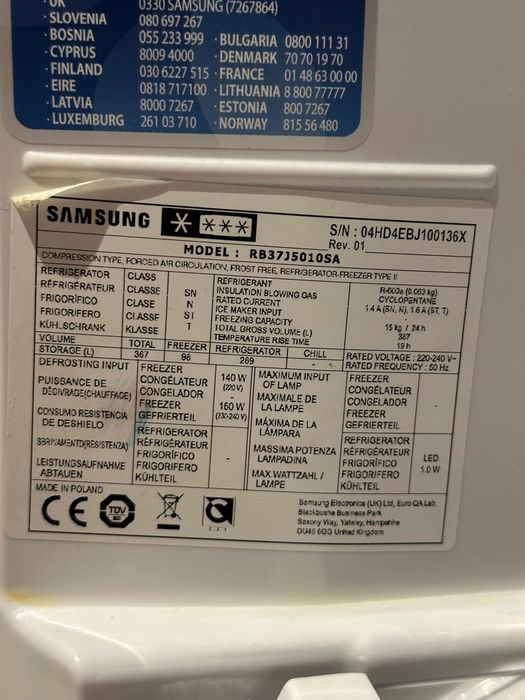 · UK 0330 SAMSUNG (7267864)
· SLOVENIA 080 697 267
· BOSNIA 055 233 999 · BULGARIA 0800 111 31
· CYPRUS 8009 4000 · DENMARK 70 70 19 70
· FINLAND 030 6227 515 · FRANCE 01 48 63 00 00
· EIRE 0818 717100 · LITHUANIA 8 800 77777
· LATVIA 8000 7267 · ESTONIA 800 7267
· LUXEMBURG 261 03 710 · NORWAY 815 56 480
SAMSUNG
S/N : 04HD4EBJ100136X
Rev. 01
MODEL : RB37J5010SA
COMPRESSION TYPE, FORCED AIR CIRCULATION, FROST FREE, REFRIGERATOR-FREEZER TYPE II
REFRIGERATOR CLASS
RÉFRIGÉRATEUR CLASSE SN
FRIGORÍFICO CLASE N
FRIGORIFERO CLASSE ST
KÜHLSCHRANK KLASSE T
REFRIGERANT R-600a (0.063 kg)
INSULATION BLOWING GAS CYCLOPENTANE
RATED CURRENT 1.4 A (SN, N), 1.6 A (ST, T)
ICE MAKER INPUT -
FREEZING CAPACITY 15 kg / 24 h
TOTAL GROSS VOLUME (L) 387
TEMPERATURE RISE TIME 19 h
VOLUME TOTAL FREEZER REFRIGERATOR CHILL
STORAGE (L) 367 98 269 -
RATED VOLTAGE : 220-240 V~
RATED FREQUENCY : 50 Hz
DEFROSTING INPUT
PUISSANCE DE
DÉGIVRAGE(CHAUFFAGE)
CONSUMO RESISTENCIA
DE DESHIELO
LEISTUNGSAUFNAHME
ABTAUEN
FREEZER
CONGÉLATEUR
FREEZER
GEFRIERTEIL
140 W
(220 V)
-
160 W
(230-240 V)
REFRIGERATOR
RÉFRIGÉRATEUR
FRIGORÍFICO
FRIGORIFERO
KÜHLTEIL
-
MAXIMUM INPUT
OF LAMP
MAXIMALE DE
LA LAMPE
MÁXIMA DE LA
LÁMPARA
MASSIMA POTENZA
LAMPADINA
MAX.WATTZAHL /
LAMPE
FREEZER
CONGÉLATEUR
CONGELADOR
FREEZER
GEFRIERTEIL
-
REFRIGERATOR
RÉFRIGÉRATEUR
FRIGORÍFICO
FRIGORIFERO
KÜHLTEIL
LED
1.0 W
MADE IN POLAND
CE
TÜV
Samsung Electronics (UK) Ltd, Euro QA Lab.
Blackbushe Business Park
Saxony Way, Yateley, Hampshire
GU46 6GG United Kingdom